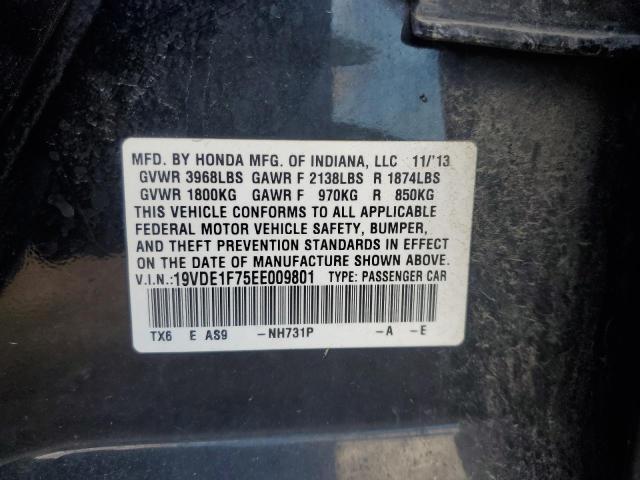 MFD. BY HONDA MFG. OF INDIANA, LLC 11/'13
GVWR 3968LBS GAWR F 2138LBS R 1874LBS
GVWR 1800KG GAWR F 970KG R 850KG
THIS VEHICLE CONFORMS TO ALL APPLICABLE
FEDERAL MOTOR VEHICLE SAFETY, BUMPER,
AND THEFT PREVENTION STANDARDS IN EFFECT
ON THE DATE OF MANUFACTURE SHOWN ABOVE.
V.I.N.:19VDE1F75EE009801 TYPE: PASSENGER CAR
TX6 E AS9 -NH731P -A -E